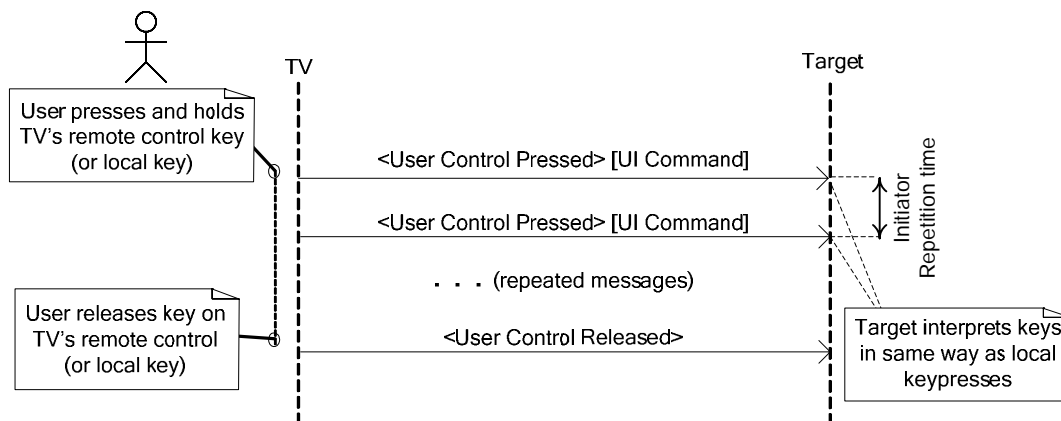 TV
Target
User presses and holds
TV's remote control key
(or local key)
<User Control Pressed> [UI Command]
Initiator
Repetition time
<User Control Pressed> [UI Command]
. . . (repeated messages)
User releases key on
TV's remote control
(or local key)
<User Control Released>
Target interprets keys
in same way as local
keypresses